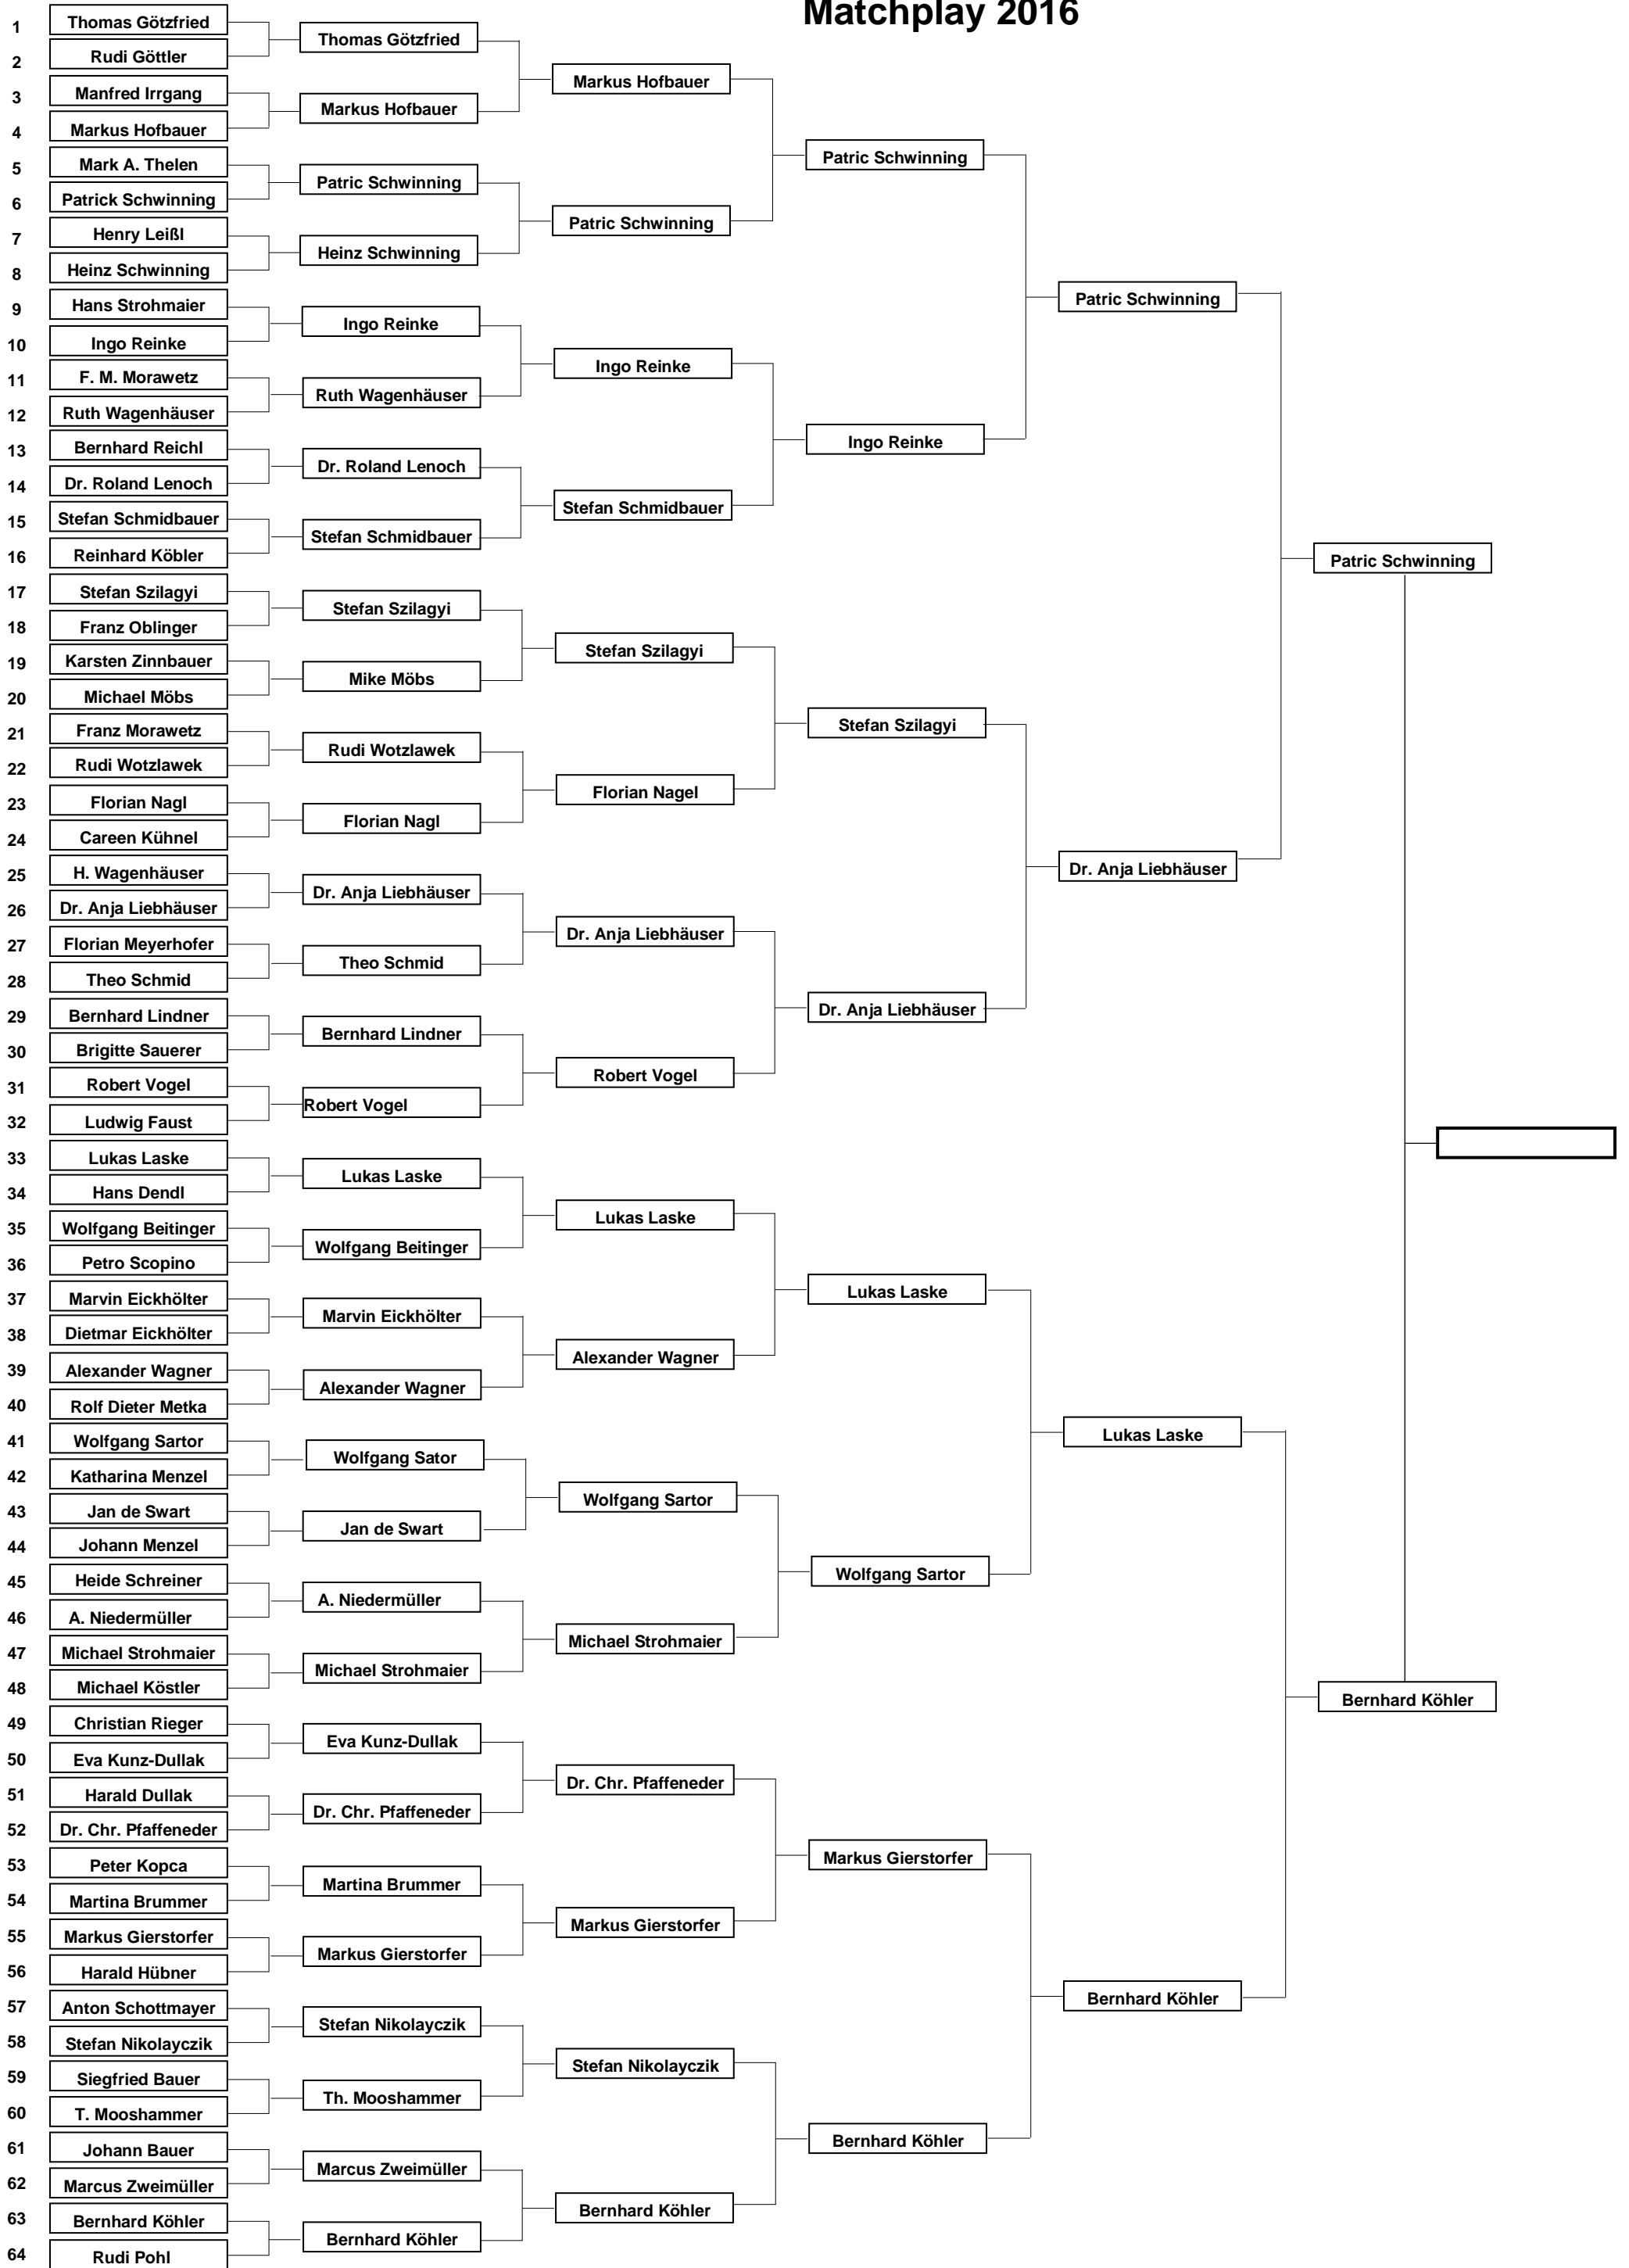 Matchplay 2016
1 Thomas Götzfried
2 Rudi Göttler
3 Manfred Irrgang
4 Markus Hofbauer
5 Mark A. Thelen
6 Patrick Schwinning
7 Henry Leißl
8 Heinz Schwinning
9 Hans Strohmaier
10 Ingo Reinke
11 F. M. Morawetz
12 Ruth Wagenhäuser
13 Bernhard Reichl
14 Dr. Roland Lenoch
15 Stefan Schmidbauer
16 Reinhard Köbler
17 Stefan Szilagyi
18 Franz Oblinger
19 Karsten Zinnbauer
20 Michael Möbs
21 Franz Morawetz
22 Rudi Wotzlawek
23 Florian Nagl
24 Careen Kühnel
25 H. Wagenhäuser
26 Dr. Anja Liebhäuser
27 Florian Meyerhofer
28 Theo Schmid
29 Bernhard Lindner
30 Brigitte Sauerer
31 Robert Vogel
32 Ludwig Faust
33 Lukas Laske
34 Hans Dendl
35 Wolfgang Beitinger
36 Petro Scopino
37 Marvin Eickhölter
38 Dietmar Eickhölter
39 Alexander Wagner
40 Rolf Dieter Metka
41 Wolfgang Sartor
42 Katharina Menzel
43 Jan de Swart
44 Johann Menzel
45 Heide Schreiner
46 A. Niedermüller
47 Michael Strohmaier
48 Michael Köstler
49 Christian Rieger
50 Eva Kunz-Dullak
51 Harald Dullak
52 Dr. Chr. Pfaffeneder
53 Peter Kopca
54 Martina Brummer
55 Markus Gierstorfer
56 Harald Hübner
57 Anton Schottmayer
58 Stefan Nikolayczik
59 Siegfried Bauer
60 T. Mooshammer
61 Johann Bauer
62 Marcus Zweimüller
63 Bernhard Köhler
64 Rudi Pohl
Thomas Götzfried
Markus Hofbauer
Patric Schwinning
Heinz Schwinning
Ingo Reinke
Ruth Wagenhäuser
Dr. Roland Lenoch
Stefan Schmidbauer
Stefan Szilagyi
Mike Möbs
Rudi Wotzlawek
Florian Nagl
Dr. Anja Liebhäuser
Theo Schmid
Bernhard Lindner
Robert Vogel
Lukas Laske
Wolfgang Beitinger
Marvin Eickhölter
Alexander Wagner
Wolfgang Sator
Jan de Swart
A. Niedermüller
Michael Strohmaier
Eva Kunz-Dullak
Dr. Chr. Pfaffeneder
Martina Brummer
Markus Gierstorfer
Stefan Nikolayczik
Th. Mooshammer
Marcus Zweimüller
Bernhard Köhler
Markus Hofbauer
Patric Schwinning
Ingo Reinke
Stefan Schmidbauer
Stefan Szilagyi
Florian Nagel
Dr. Anja Liebhäuser
Robert Vogel
Lukas Laske
Alexander Wagner
Wolfgang Sartor
Michael Strohmaier
Dr. Chr. Pfaffeneder
Markus Gierstorfer
Stefan Nikolayczik
Bernhard Köhler
Patric Schwinning
Ingo Reinke
Stefan Szilagyi
Dr. Anja Liebhäuser
Lukas Laske
Wolfgang Sartor
Markus Gierstorfer
Bernhard Köhler
Patric Schwinning
Dr. Anja Liebhäuser
Lukas Laske
Bernhard Köhler
Patric Schwinning
Bernhard Köhler